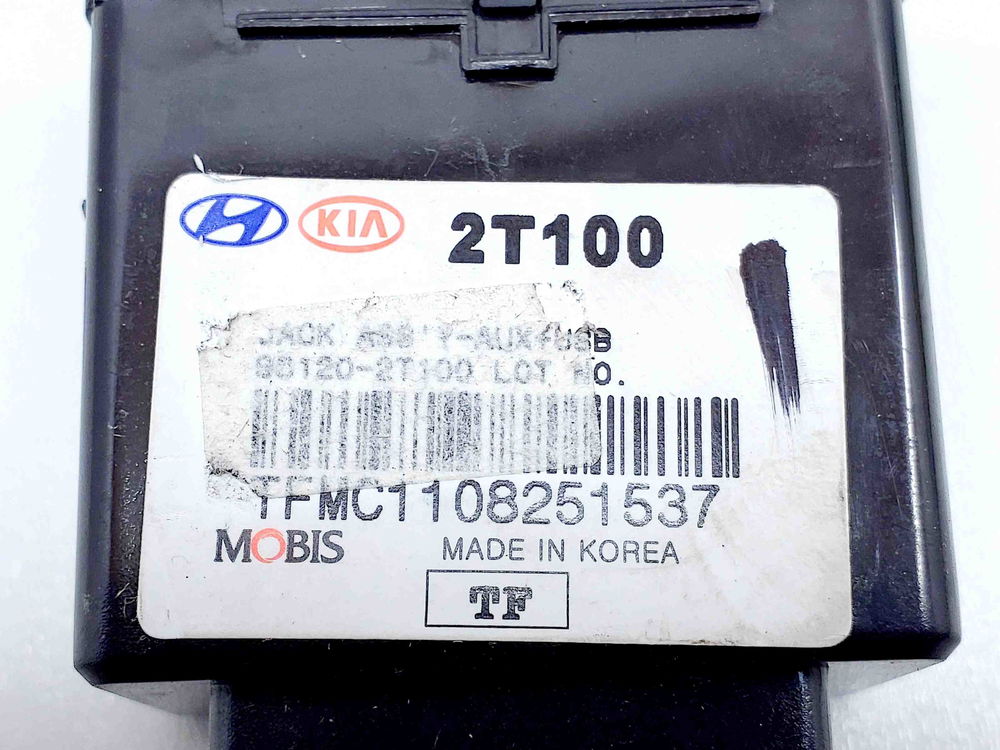 KIA 2T100
JACK ASS'Y-AUX/USB
96120-2T100 LOT NO.
TFMC1108251537
MOBIS MADE IN KOREA
TF